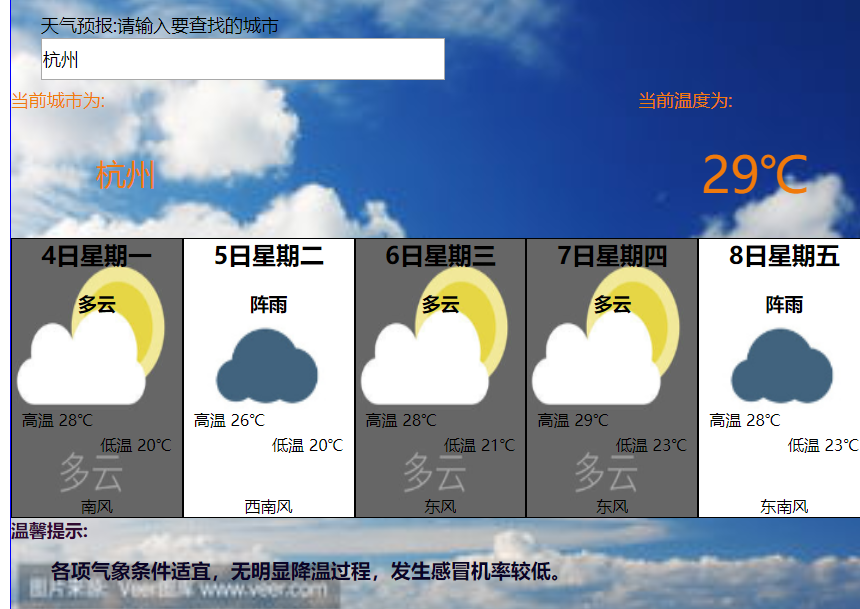 天气预报:请输入要查找的城市
杭州
当前城市为:
当前温度为:
杭州
29℃
4日星期一
5日星期二
6日星期三
7日星期四
8日星期五
多云
阵雨
多云
多云
阵雨
高温 28℃
高温 26℃
高温 28℃
高温 29℃
高温 28℃
低温 20℃
低温 20℃
低温 21℃
低温 23℃
低温 23℃
多云
多云
多云
南风
西南风
东风
东风
东南风
温馨提示:
各项气象条件适宜，无明显降温过程，发生感冒机率较低。
图片来源: Veer图库 www.veer.com